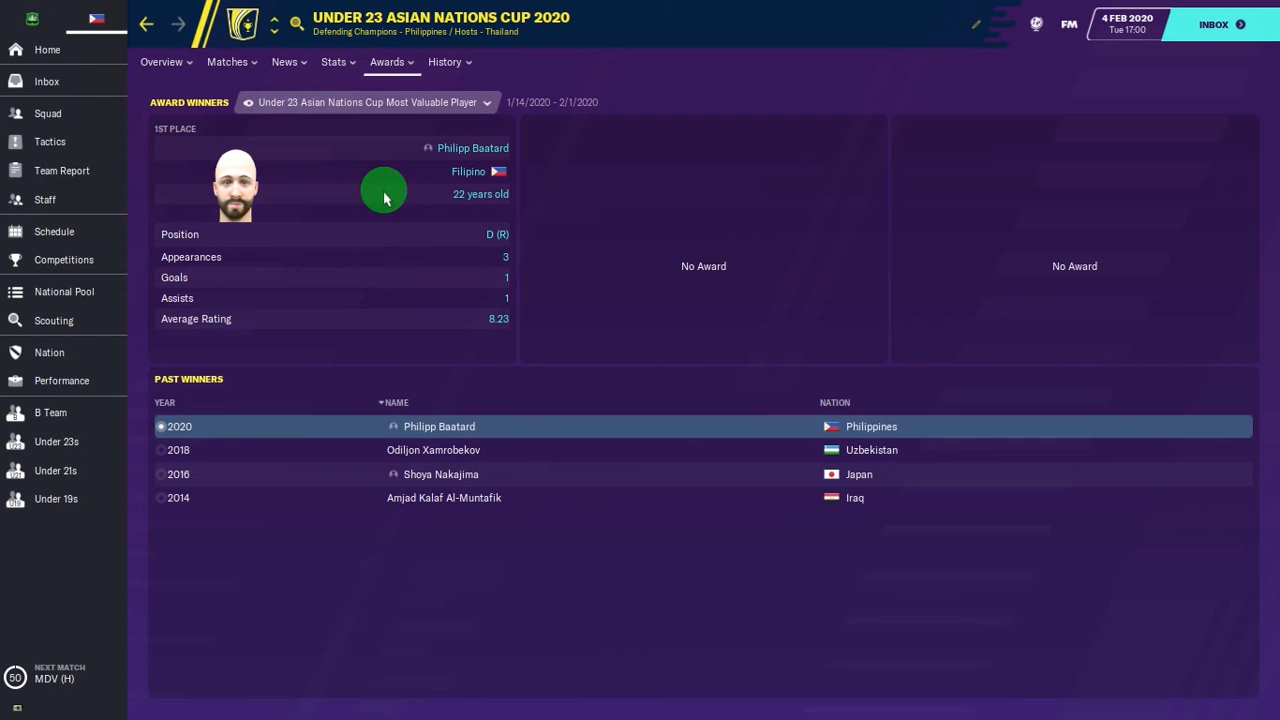 UNDER 23 ASIAN NATIONS CUP 2020
Defending Champions - Philippines / Hosts - Thailand
FM
4 FEB 2020
Tue 17:00
INBOX
Home
Inbox
Squad
Tactics
Team Report
Staff
Schedule
Competitions
National Pool
Scouting
Nation
Performance
B Team
Under 23s
Under 21s
Under 19s
NEXT MATCH
50 MDV (H)
Overview Matches News Stats Awards History
AWARD WINNERS Under 23 Asian Nations Cup Most Valuable Player 1/14/2020 - 2/1/2020
1ST PLACE
Philipp Baatard
Filipino
22 years old
Position D (R)
Appearances 3
Goals 1
Assists 1
Average Rating 8.23
No Award
No Award
PAST WINNERS
YEAR NAME NATION
2020 Philipp Baatard Philippines
2018 Odiljon Xamrobekov Uzbekistan
2016 Shoya Nakajima Japan
2014 Amjad Kalaf Al-Muntafik Iraq